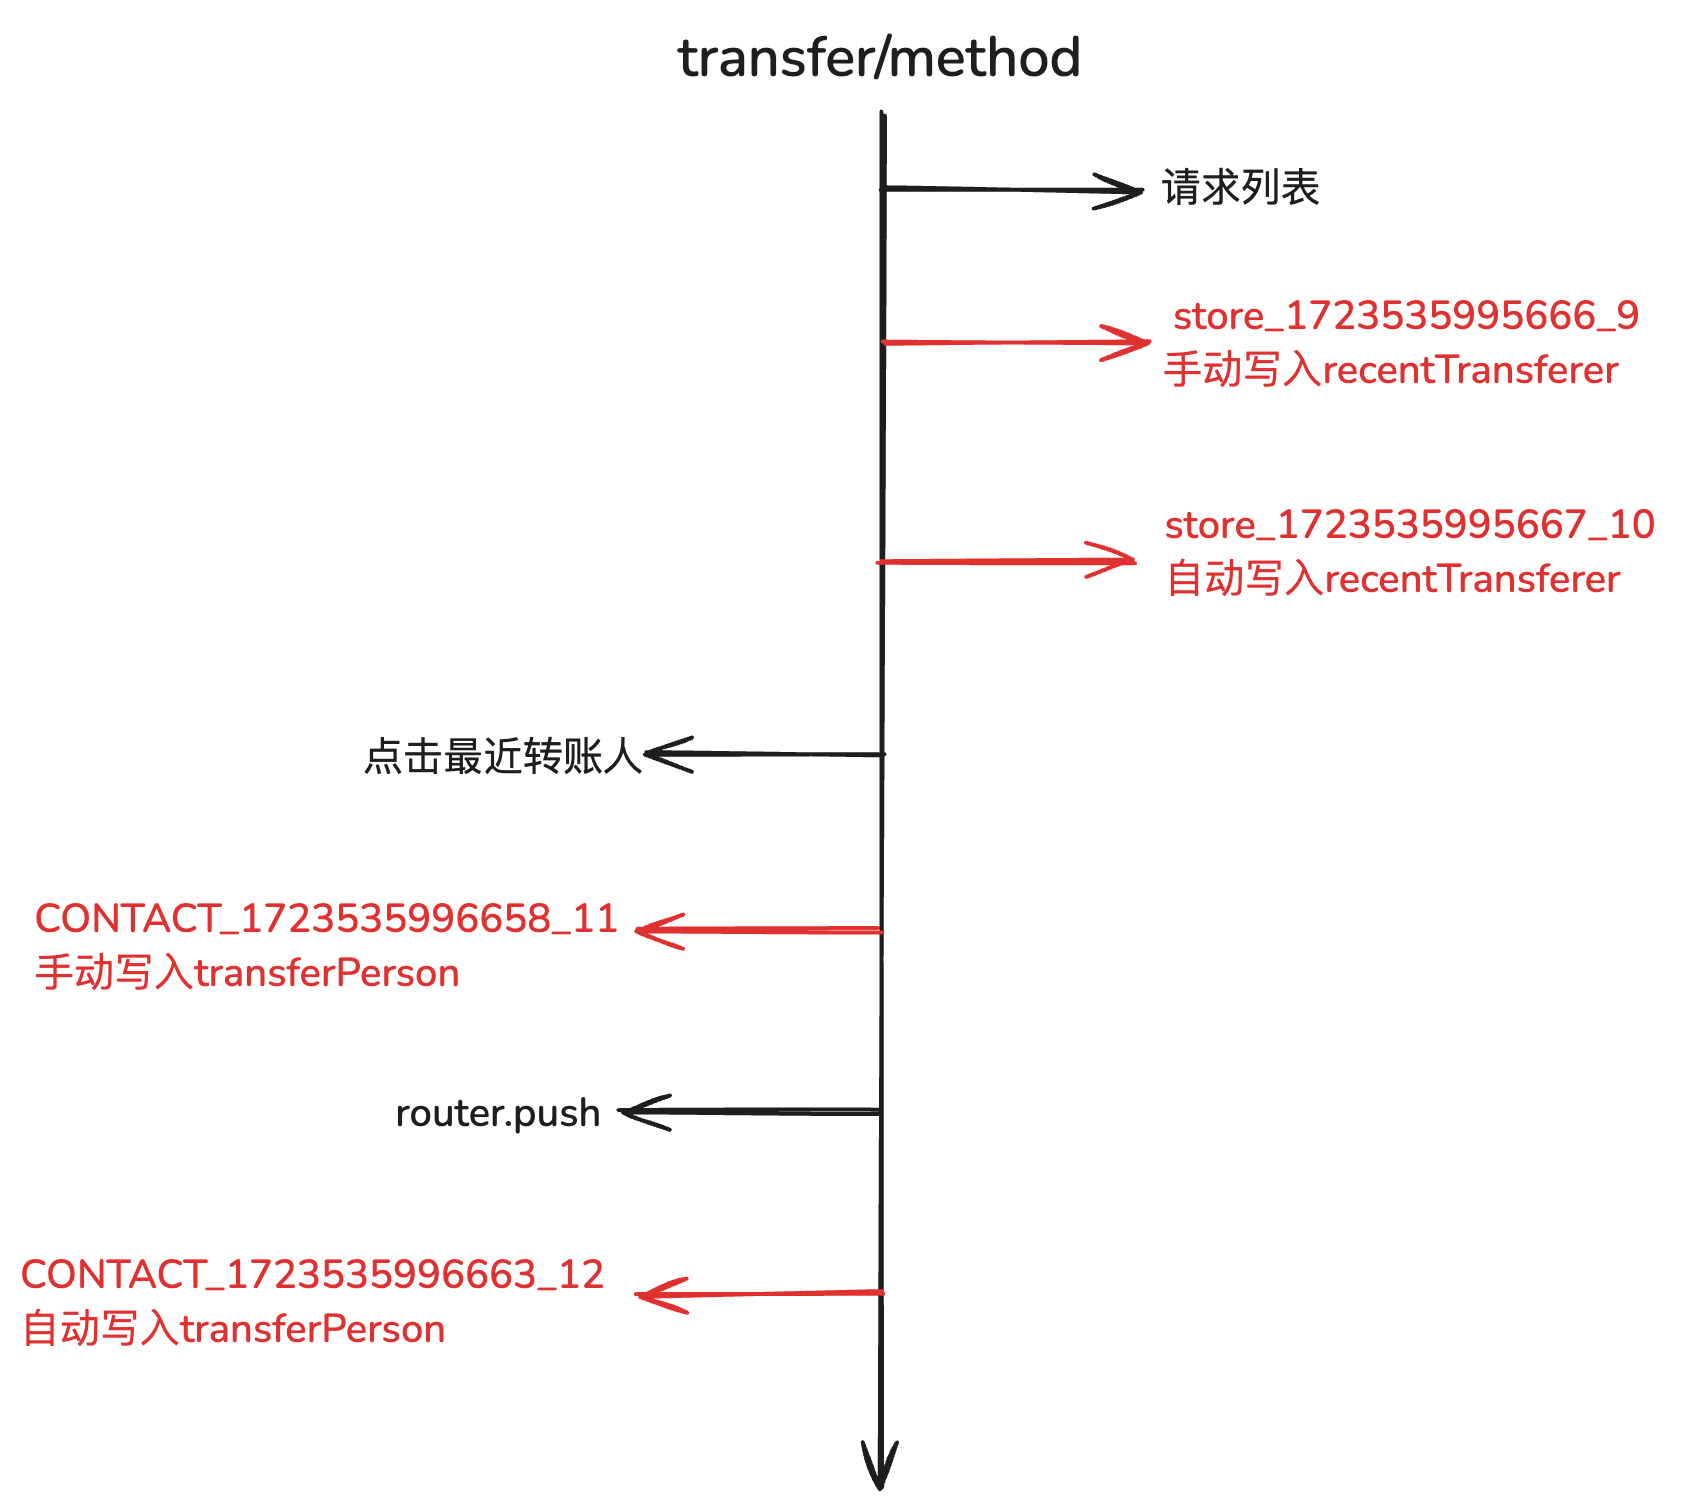 transfer/method
请求列表
store_1723535995666_9
手动写入recentTransferer
store_1723535995667_10
自动写入recentTransferer
点击最近转账人
CONTACT_1723535996658_11
手动写入transferPerson
router.push
CONTACT_1723535996663_12
自动写入transferPerson